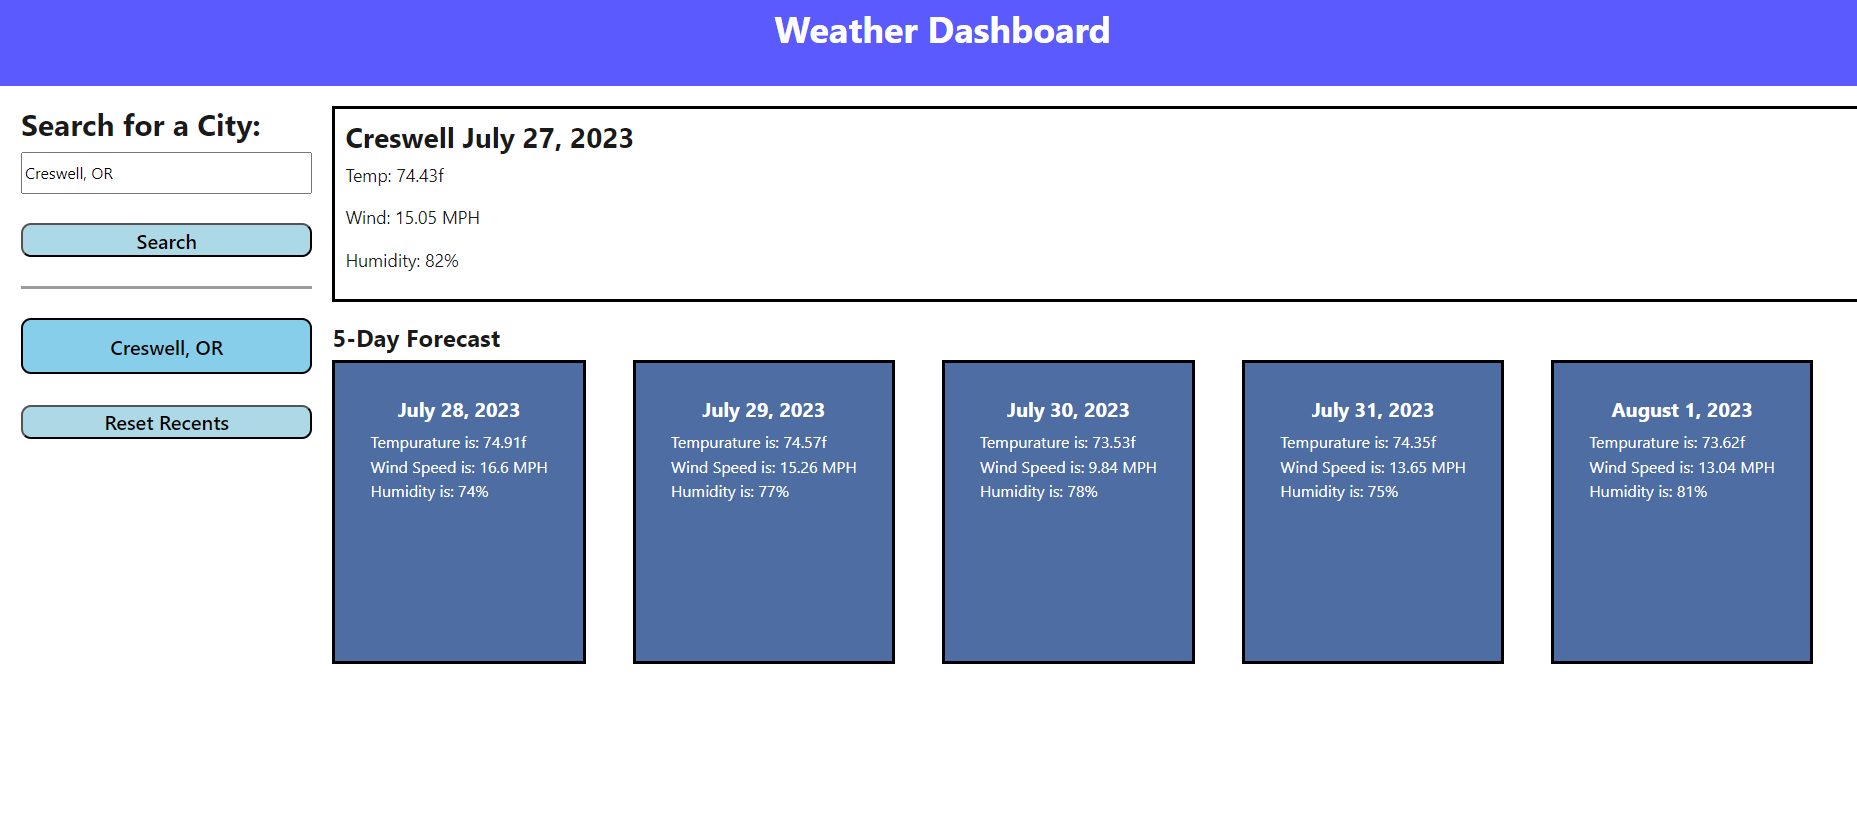 Weather Dashboard
Search for a City:
Creswell, OR
Search
Creswell, OR
Reset Recents
Creswell July 27, 2023
Temp: 74.43f
Wind: 15.05 MPH
Humidity: 82%
5-Day Forecast
July 28, 2023
Tempurature is: 74.91f
Wind Speed is: 16.6 MPH
Humidity is: 74%
July 29, 2023
Tempurature is: 74.57f
Wind Speed is: 15.26 MPH
Humidity is: 77%
July 30, 2023
Tempurature is: 73.53f
Wind Speed is: 9.84 MPH
Humidity is: 78%
July 31, 2023
Tempurature is: 74.35f
Wind Speed is: 13.65 MPH
Humidity is: 75%
August 1, 2023
Tempurature is: 73.62f
Wind Speed is: 13.04 MPH
Humidity is: 81%